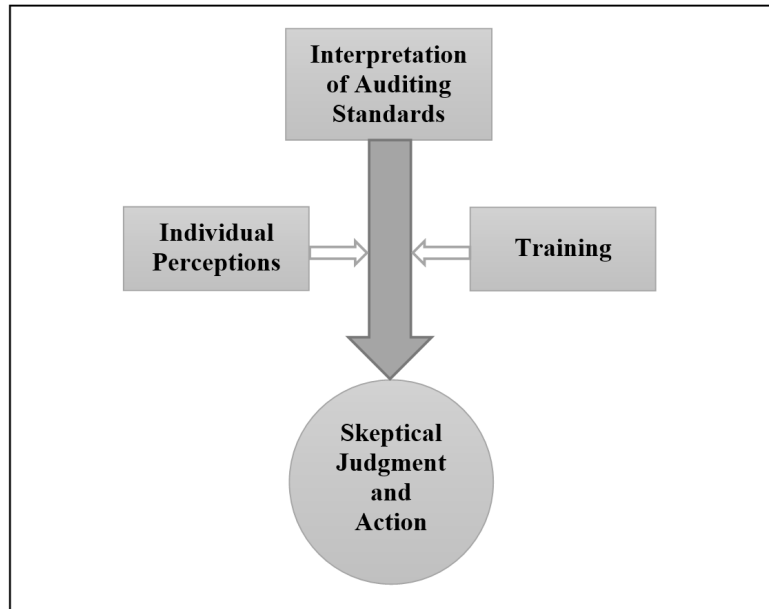 Interpretation
of Auditing
Standards
Individual
Perceptions
Training
Skeptical
Judgment
and
Action